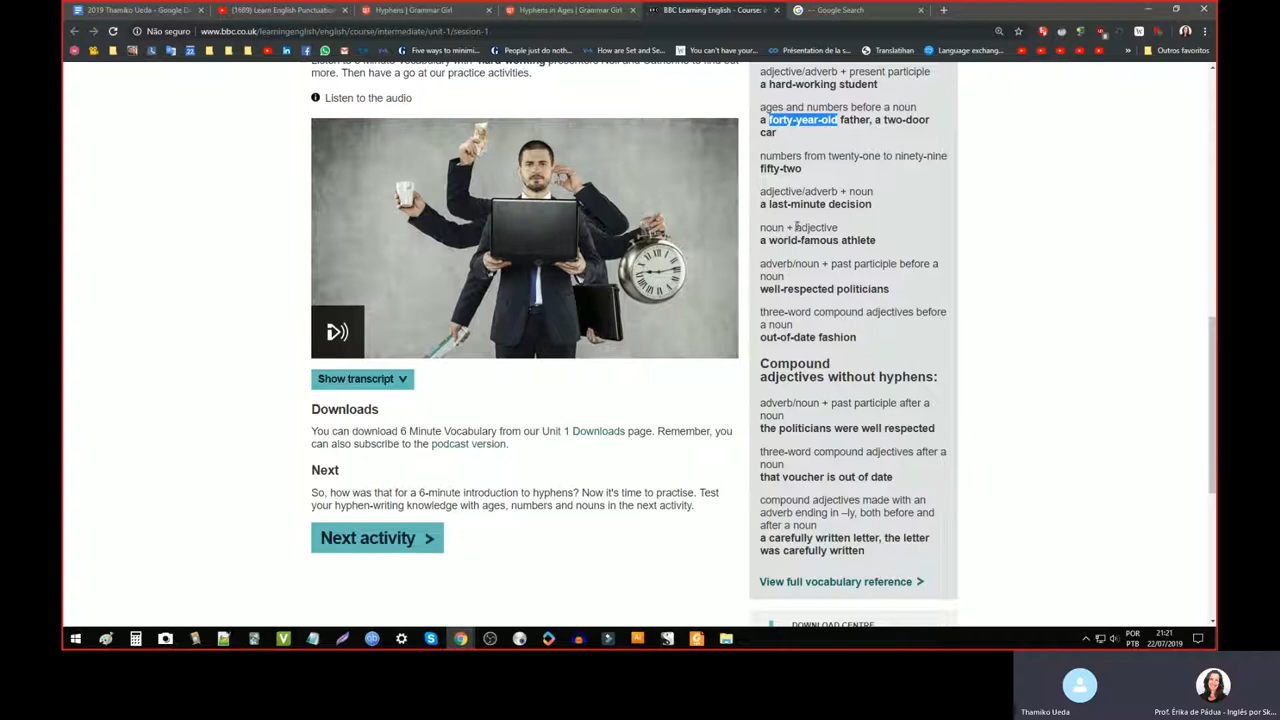 2019 Thamiko Ueda - Google D
(1689) Learn English Punctuation
Hyphens | Grammar Girl
Hyphens in Ages | Grammar Girl
BBC Learning English - Course: 
--- - Google Search
Não seguro
www.bbc.co.uk/learningenglish/english/course/intermediate/unit-1/session-1
Five ways to minimi...
People just do noth...
How are Set and Se...
You can't have your...
Présentation de la s...
Translatihan
Language exchang...
Outros favoritos
more. Then have a go at our practice activities.
Listen to the audio
Show transcript
Downloads
You can download 6 Minute Vocabulary from our Unit 1 Downloads page. Remember, you
can also subscribe to the podcast version.
Next
So, how was that for a 6-minute introduction to hyphens? Now it's time to practise. Test
your hyphen-writing knowledge with ages, numbers and nouns in the next activity.
Next activity >
adjective/adverb + present participle
a hard-working student
ages and numbers before a noun
a forty-year-old father, a two-door
car
numbers from twenty-one to ninety-nine
fifty-two
adjective/adverb + noun
a last-minute decision
noun + adjective
a world-famous athlete
adverb/noun + past participle before a
noun
well-respected politicians
three-word compound adjectives before
a noun
out-of-date fashion
Compound
adjectives without hyphens:
adverb/noun + past participle after a
noun
the politicians were well respected
three-word compound adjectives after a
noun
that voucher is out of date
compound adjectives made with an
adverb ending in –ly, both before and
after a noun
a carefully written letter, the letter
was carefully written
View full vocabulary reference >
DOWNLOAD CENTRE
POR
PTB
21:21
22/07/2019
Thamiko Ueda
Prof. Érika de Pádua - Inglês por Sk...